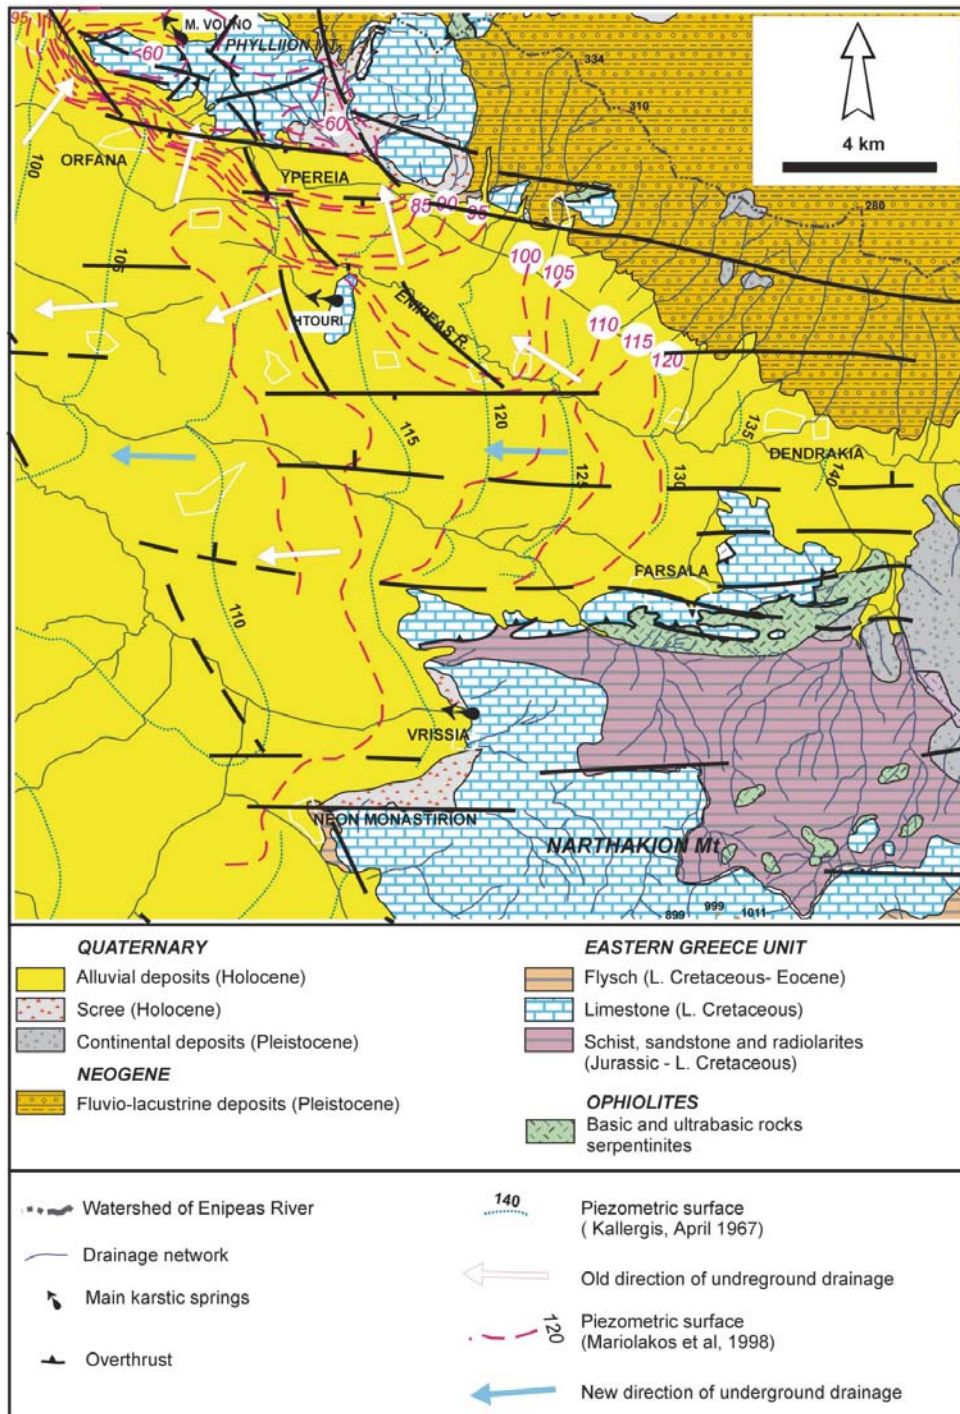 95
M. VOUNO
PHYLLIION MT.
<60
334
310
4 km
<60
100
ORFANA
YPEREIA
85
90
95
280
105
100
105
HTOURI
ENIPEAS R.
110
115
120
120
115
135
DENDRAKIA
125
130
140
FARSALA
110
VRISSIA
NEON MONASTIRION
NARTHAKION Mt
899
999
1011
QUATERNARY
Alluvial deposits (Holocene)
Scree (Holocene)
Continental deposits (Pleistocene)
NEOGENE
Fluvio-lacustrine deposits (Pleistocene)
EASTERN GREECE UNIT
Flysch (L. Cretaceous- Eocene)
Limestone (L. Cretaceous)
Schist, sandstone and radiolarites
(Jurassic - L. Cretaceous)
OPHIOLITES
Basic and ultrabasic rocks
serpentinites
Watershed of Enipeas River
Drainage network
Main karstic springs
Overthrust
140
Piezometric surface
( Kallergis, April 1967)
Old direction of undreground drainage
120
Piezometric surface
(Mariolakos et al, 1998)
New direction of underground drainage